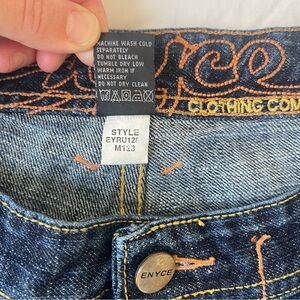 MACHINE WASH COLD
SEPARATELY
DO NOT BLEACH
TUMBLE DRY LOW
WARM IRON IF
NECESSARY
DO NOT DRY CLEAN
CLOTHING COM
STYLE
EYRU125
M123
ENYCE